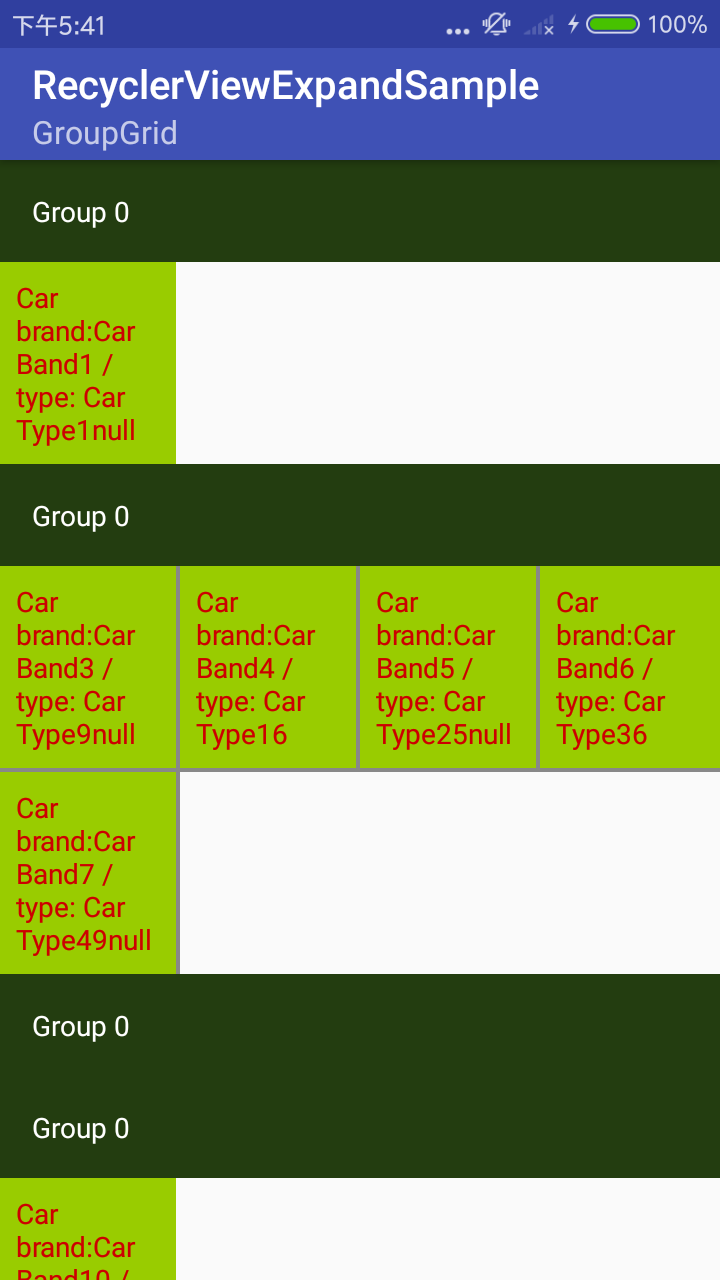 下午5:41
100%
RecyclerViewExpandSample
GroupGrid
Group 0
Car
brand:Car
Band1 /
type: Car
Type1null
Group 0
Car
brand:Car
Band3 /
type: Car
Type9null
Car
brand:Car
Band4 /
type: Car
Type16
Car
brand:Car
Band5 /
type: Car
Type25null
Car
brand:Car
Band6 /
type: Car
Type36
Car
brand:Car
Band7 /
type: Car
Type49null
Group 0
Group 0
Car
brand:Car
Band10 /